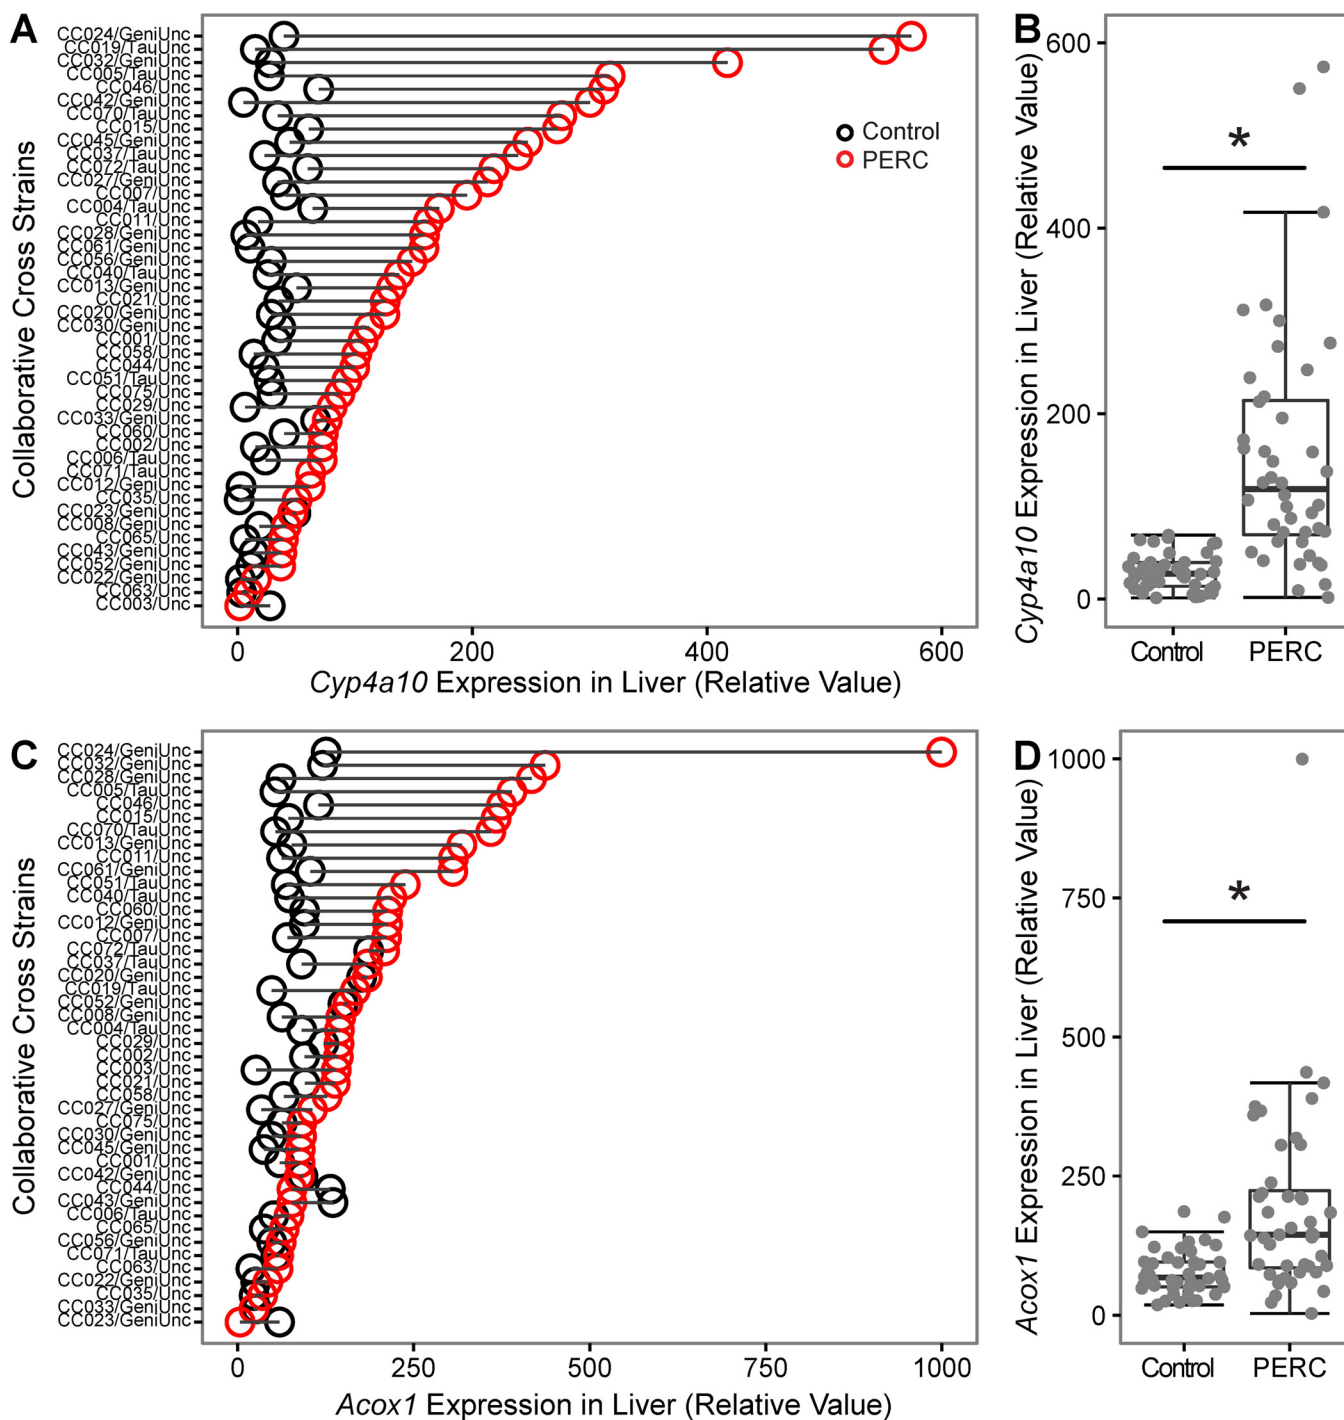 A
CC024/GeniUnc
CC019/TauUnc
CC032/GeniUnc
CC005/TauUnc
CC046/Unc
CC042/GeniUnc
CC070/TauUnc
CC015/Unc
CC045/GeniUnc
CC037/TauUnc
CC072/TauUnc
CC027/GeniUnc
CC007/Unc
CC004/TauUnc
CC011/Unc
CC028/GeniUnc
CC061/GeniUnc
CC056/GeniUnc
CC040/TauUnc
CC013/GeniUnc
CC021/Unc
CC020/GeniUnc
CC030/GeniUnc
CC001/Unc
CC058/Unc
CC044/Unc
CC051/TauUnc
CC075/Unc
CC029/Unc
CC033/GeniUnc
CC060/Unc
CC002/Unc
CC006/TauUnc
CC071/TauUnc
CC012/GeniUnc
CC035/Unc
CC023/GeniUnc
CC008/GeniUnc
CC065/Unc
CC043/GeniUnc
CC052/GeniUnc
CC022/GeniUnc
CC063/Unc
CC003/Unc
Collaborative Cross Strains
Control
PERC
0 200 400 600
Cyp4a10 Expression in Liver (Relative Value)
B
Cyp4a10 Expression in Liver (Relative Value)
600
400
200
0
*
Control PERC
C
CC024/GeniUnc
CC032/GeniUnc
CC028/GeniUnc
CC005/TauUnc
CC046/Unc
CC015/Unc
CC070/TauUnc
CC013/GeniUnc
CC011/Unc
CC061/GeniUnc
CC051/TauUnc
CC040/TauUnc
CC060/Unc
CC012/GeniUnc
CC007/Unc
CC072/TauUnc
CC037/TauUnc
CC020/GeniUnc
CC019/TauUnc
CC052/GeniUnc
CC008/GeniUnc
CC004/TauUnc
CC029/Unc
CC002/Unc
CC003/Unc
CC021/Unc
CC058/Unc
CC027/GeniUnc
CC075/Unc
CC030/GeniUnc
CC045/GeniUnc
CC001/Unc
CC042/GeniUnc
CC044/Unc
CC043/GeniUnc
CC006/TauUnc
CC065/Unc
CC056/GeniUnc
CC071/TauUnc
CC063/Unc
CC022/GeniUnc
CC035/Unc
CC033/GeniUnc
CC023/GeniUnc
Collaborative Cross Strains
0 250 500 750 1000
Acox1 Expression in Liver (Relative Value)
D
Acox1 Expression in Liver (Relative Value)
1000
750
500
250
0
*
Control PERC